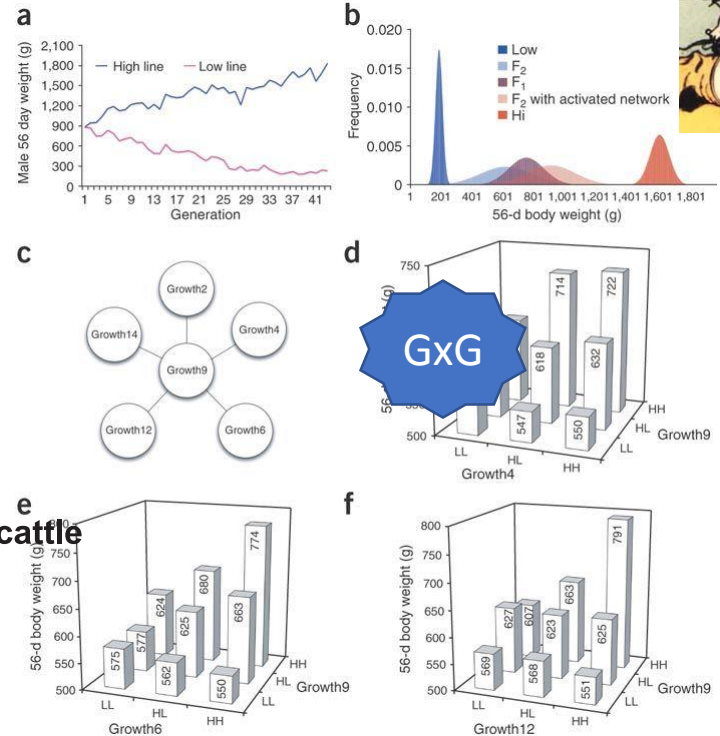 a
2,100
1,800
1,500
1,200
900
600
300
0
Male 56 day weight (g)
High line
Low line
1 5 9 13 17 21 25 29 33 37 41
Generation
b
0.020
0.015
0.010
0.005
0
Frequency
Low
F2
F1
F2 with activated network
Hi
1 201 401 601 801 1,001 1,201 1,401 1,601 1,801
56-d body weight (g)
c
Growth2
Growth14
Growth4
Growth9
Growth12
Growth6
d
750
(g)
GxG
500
714
722
618
632
547
550
LL HL HH
Growth4
LL
HL
HH
Growth9
e
cattle
750
700
650
600
550
500
56-d body weight (g)
774
680
624
663
625
577
575
562
550
LL HL HH
Growth6
LL
HL
HH
Growth9
f
800
750
700
650
600
550
500
56-d body weight (g)
791
663
607
627
623
625
569
568
551
LL HL HH
Growth12
LL
HL
HH
Growth9